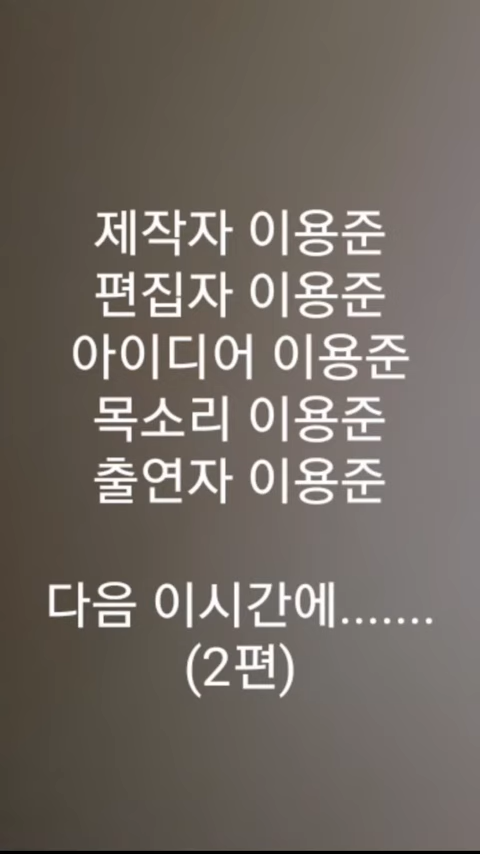 제작자 이용준
편집자 이용준
아이디어 이용준
목소리 이용준
출연자 이용준
다음 이시간에.......
(2편)